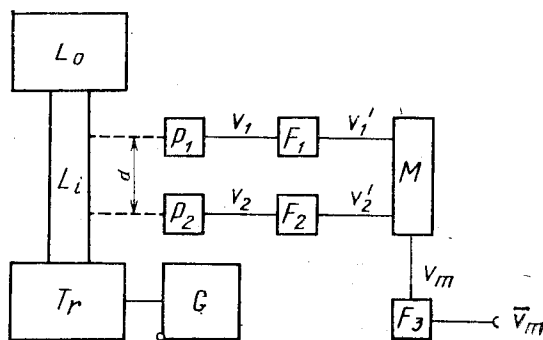 L₀
Lᵢ
d
P₁
V₁
F₁
V₁'
M
P₂
V₂
F₂
V₂'
Tᵣ
G
Vₘ
F₃
V̄ₘ